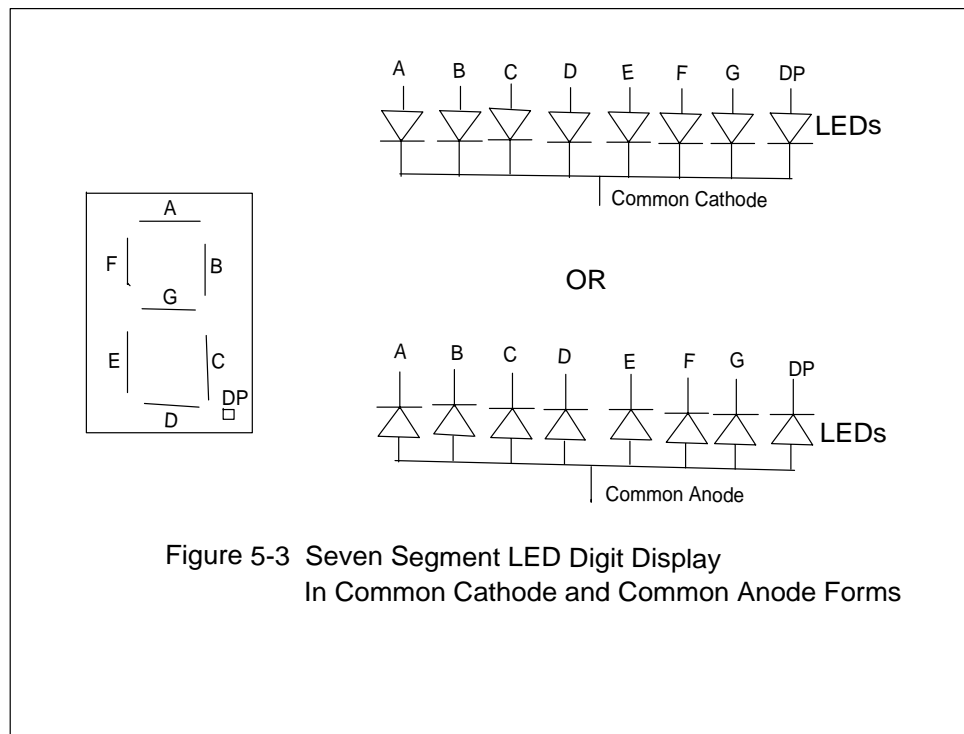 A B C D E F G DP
LEDs
Common Cathode
A
F
B
G
E
C
DP
D
OR
A B C D E F G DP
LEDs
Common Anode
Figure 5-3 Seven Segment LED Digit Display
In Common Cathode and Common Anode Forms